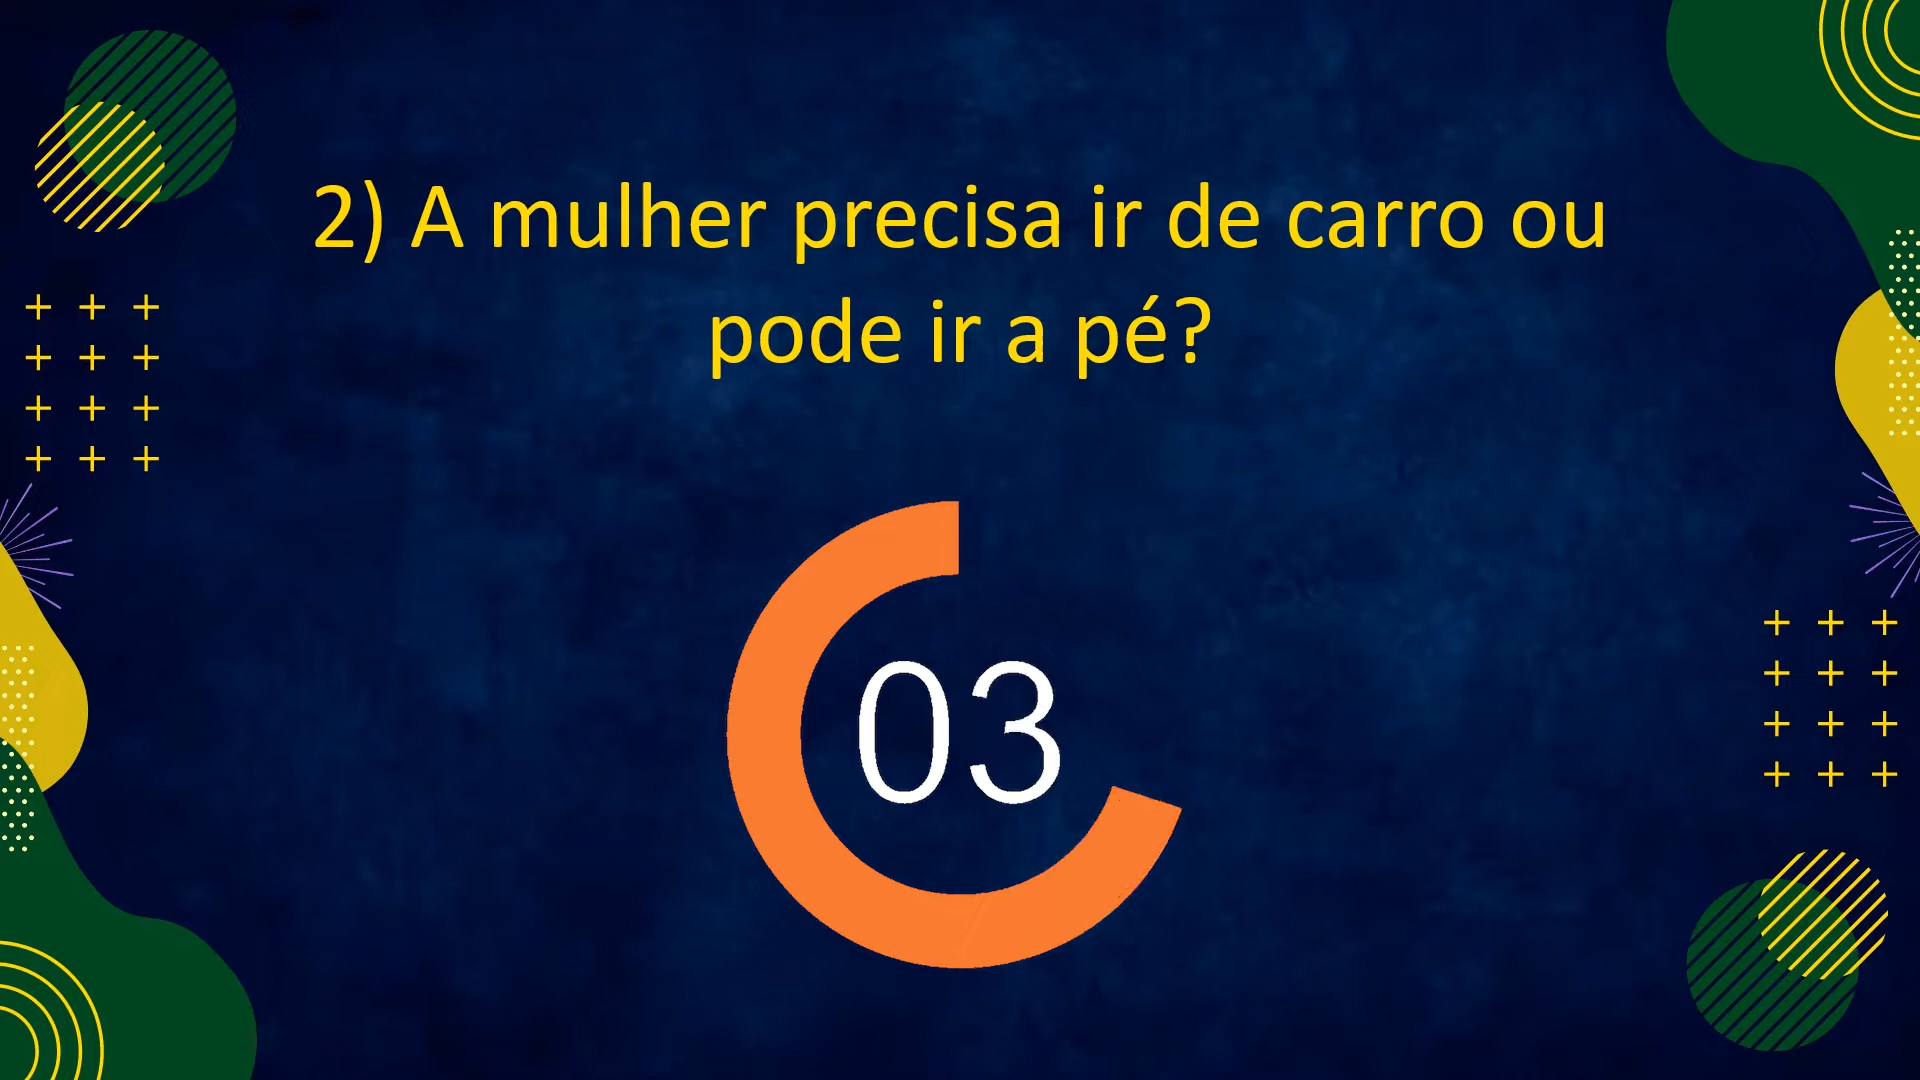 2) A mulher precisa ir de carro ou
pode ir a pé?
03